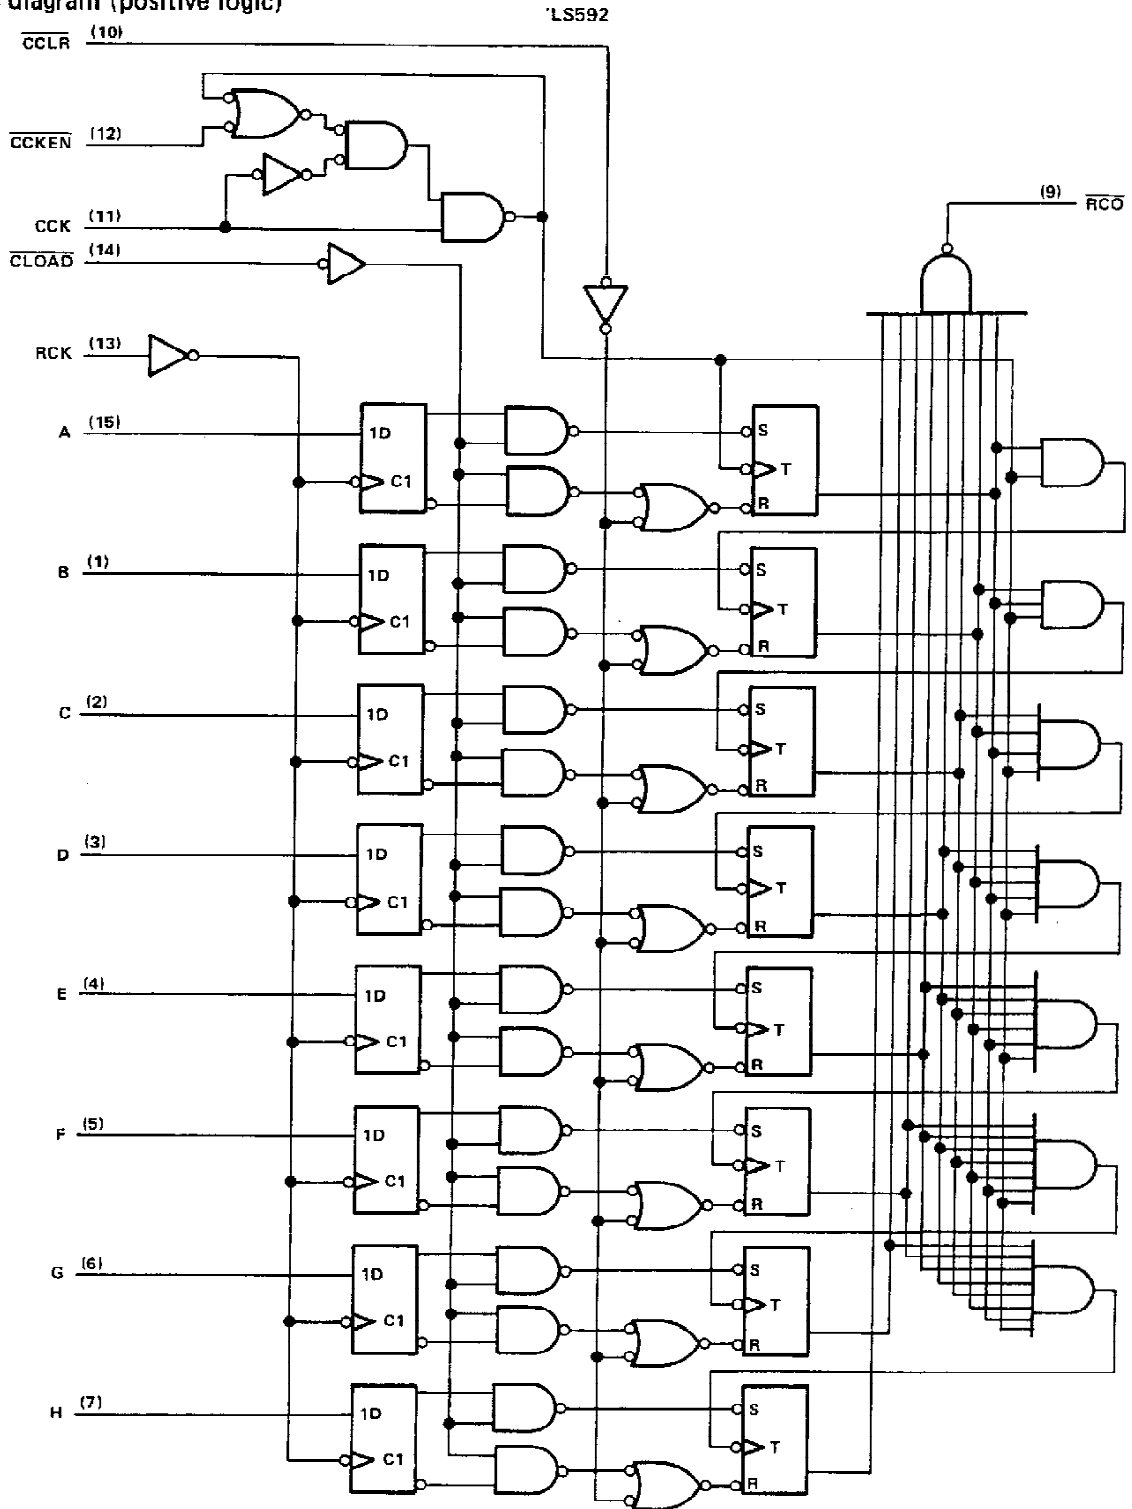 diagram (positive logic)
'LS592
CCLR (10)
CCKEN (12)
CCK (11)
(9) RCO
CLOAD (14)
RCK (13)
A (15) 1D C1 S T R
B (1) 1D C1 S T R
C (2) 1D C1 S T R
D (3) 1D C1 S T R
E (4) 1D C1 S T R
F (5) 1D C1 S T R
G (6) 1D C1 S T R
H (7) 1D C1 S T R